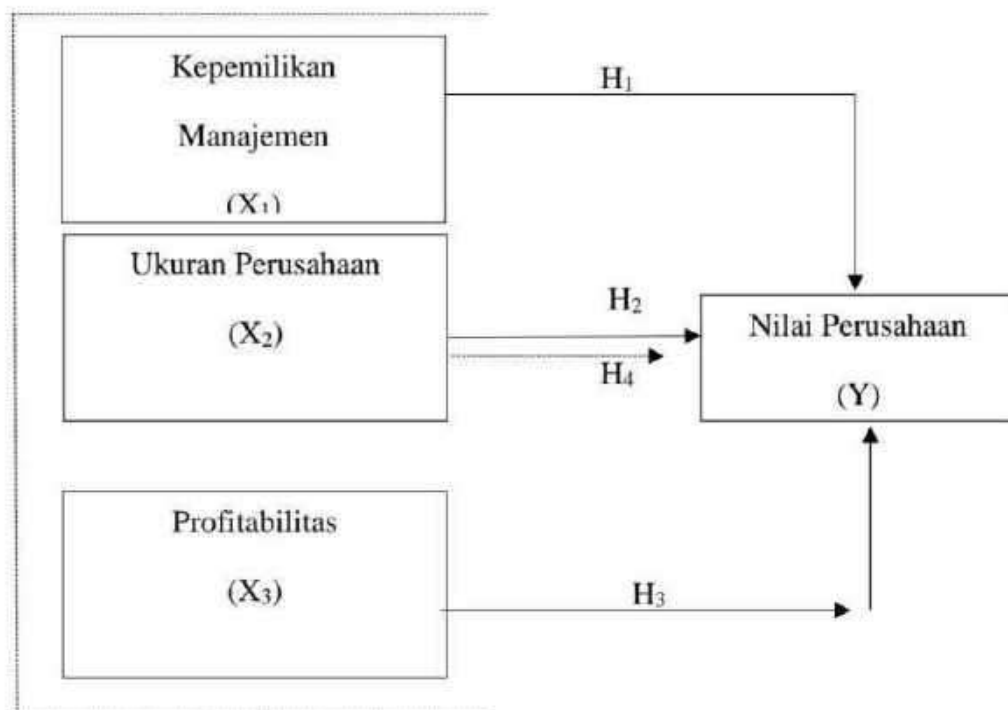 Kepemilikan
Manajemen
(X₁)
H₁
Ukuran Perusahaan
(X₂)
H₂
H₄
Nilai Perusahaan
(Y)
Profitabilitas
(X₃)
H₃